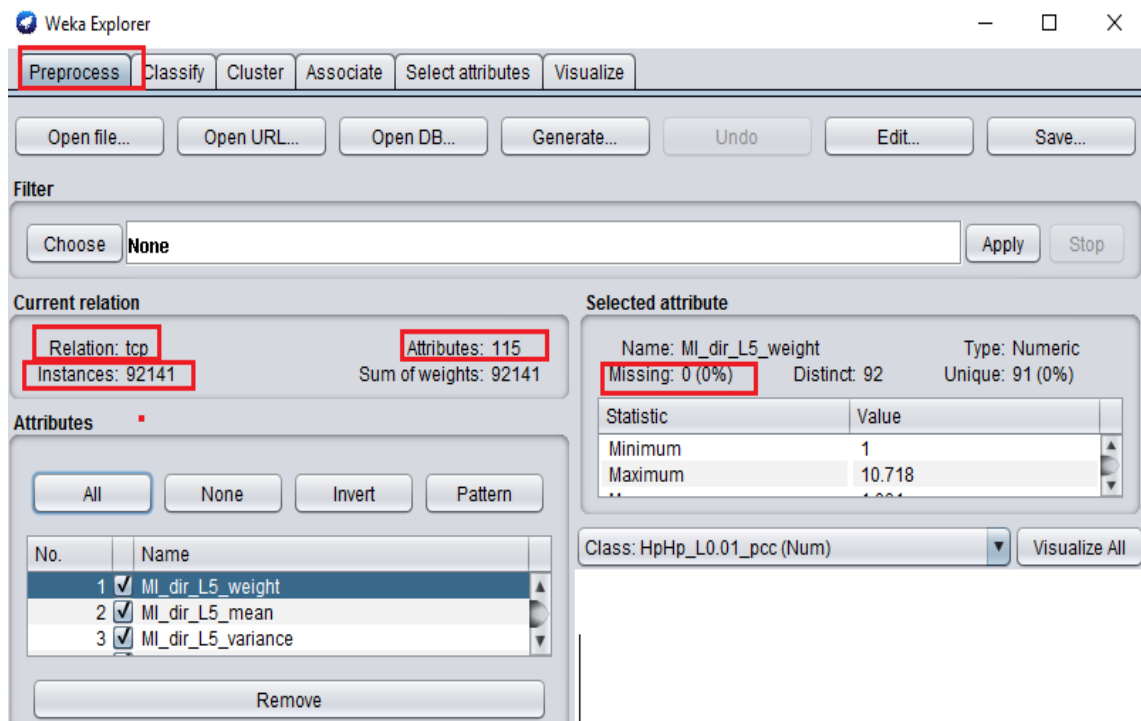 Weka Explorer
Preprocess Classify Cluster Associate Select attributes Visualize
Open file... Open URL... Open DB... Generate... Undo Edit... Save...
Filter
Choose None Apply Stop
Current relation
Relation: tcp Attributes: 115
Instances: 92141 Sum of weights: 92141
Selected attribute
Name: MI_dir_L5_weight Type: Numeric
Missing: 0 (0%) Distinct: 92 Unique: 91 (0%)
Statistic Value
Minimum 1
Maximum 10.718
Attributes
All None Invert Pattern
No. Name
1 MI_dir_L5_weight
2 MI_dir_L5_mean
3 MI_dir_L5_variance
Remove
Class: HpHp_L0.01_pcc (Num) Visualize All